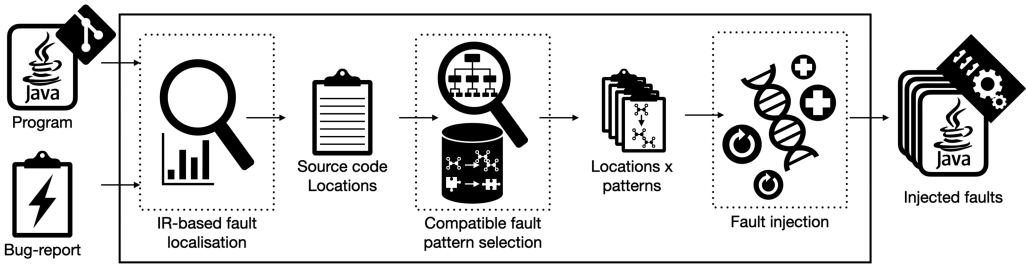 Java
Program
Bug-report
IR-based fault
localisation
Source code
Locations
Compatible fault
pattern selection
Locations x
patterns
Fault injection
Java
Injected faults